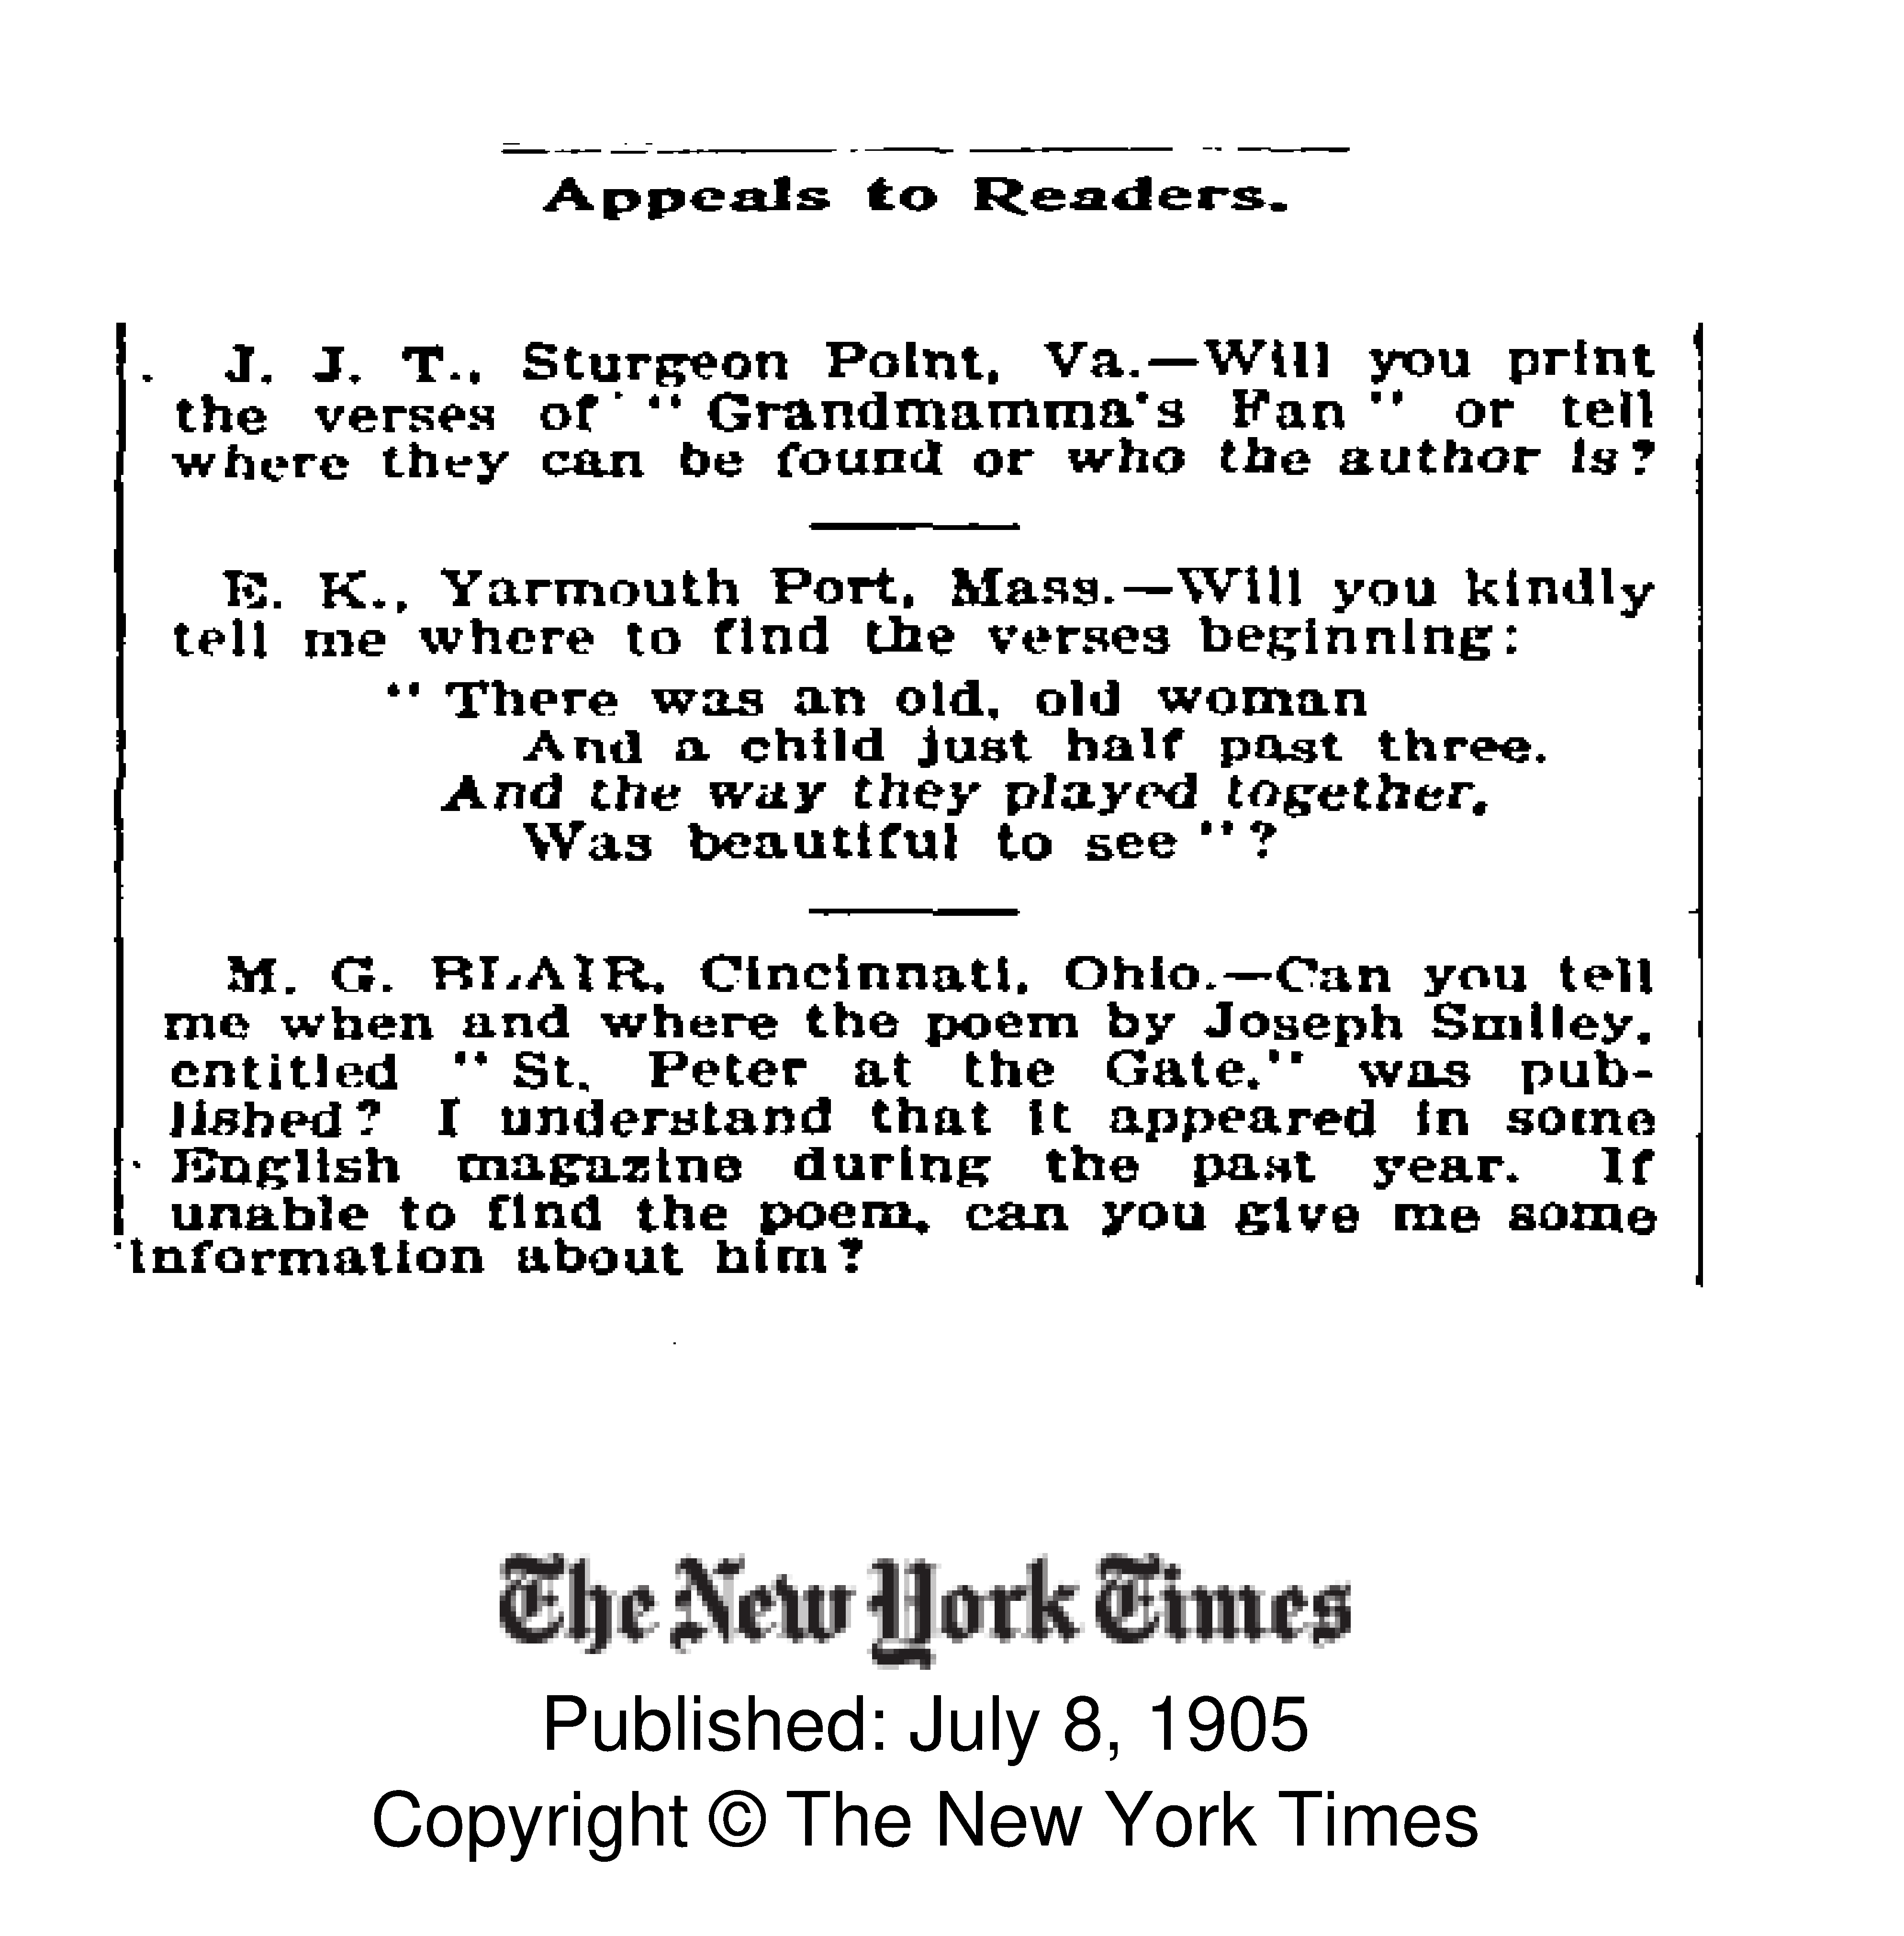 Appeals to Readers.
J. J. T., Sturgeon Point, Va.—Will you print
the verses of "Grandmamma's Fan" or tell
where they can be found or who the author is?
E. K., Yarmouth Port, Mass.—Will you kindly
tell me where to find the verses beginning:
"There was an old, old woman
And a child just half past three.
And the way they played together,
Was beautiful to see"?
M. G. BLAIR, Cincinnati, Ohio.—Can you tell
me when and where the poem by Joseph Smiley,
entitled "St. Peter at the Gate," was pub-
lished? I understand that it appeared in some
English magazine during the past year. If
unable to find the poem, can you give me some
information about him?
The New York Times
Published: July 8, 1905
Copyright © The New York Times